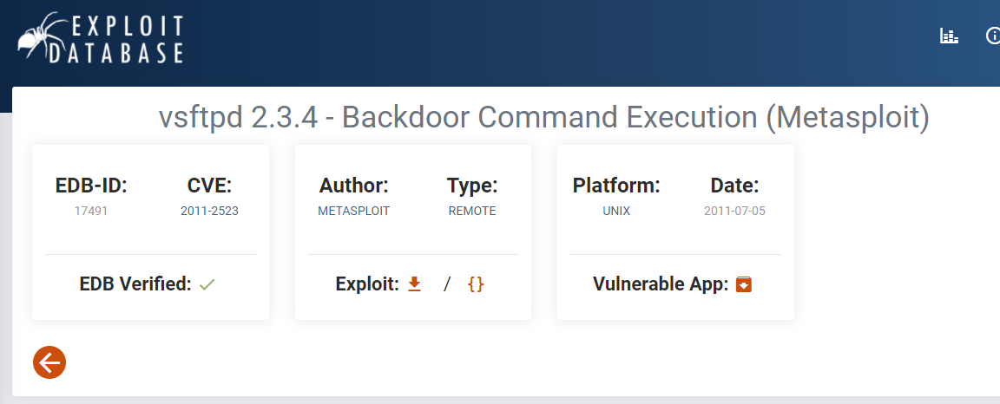 EXPLOIT
DATABASE
vsftpd 2.3.4 - Backdoor Command Execution (Metasploit)
EDB-ID:
17491
CVE:
2011-2523
EDB Verified:
Author:
METASPLOIT
Type:
REMOTE
Exploit: / {}
Platform:
UNIX
Date:
2011-07-05
Vulnerable App: